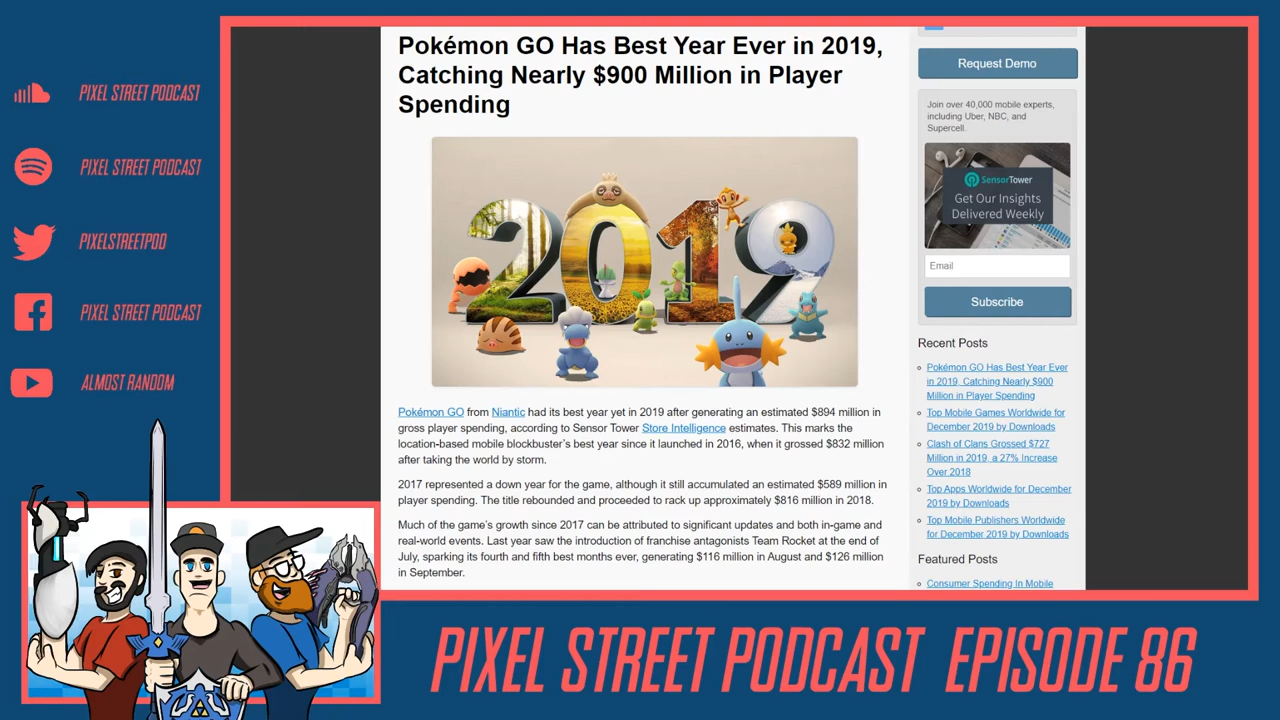 PIXEL STREET PODCAST
PIXEL STREET PODCAST
PIXELSTREETPOD
PIXEL STREET PODCAST
ALMOST RANDOM
Pokémon GO Has Best Year Ever in 2019,
Catching Nearly $900 Million in Player
Spending
2019
Pokémon GO from Niantic had its best year yet in 2019 after generating an estimated $894 million in
gross player spending, according to Sensor Tower Store Intelligence estimates. This marks the
location-based mobile blockbuster's best year since it launched in 2016, when it grossed $832 million
after taking the world by storm.
2017 represented a down year for the game, although it still accumulated an estimated $589 million in
player spending. The title rebounded and proceeded to rack up approximately $816 million in 2018.
Much of the game's growth since 2017 can be attributed to significant updates and both in-game and
real-world events. Last year saw the introduction of franchise antagonists Team Rocket at the end of
July, sparking its fourth and fifth best months ever, generating $116 million in August and $126 million
in September.
Request Demo
Join over 40,000 mobile experts,
including Uber, NBC, and
Supercell.
SensorTower
Get Our Insights
Delivered Weekly
Email
Subscribe
Recent Posts
Pokémon GO Has Best Year Ever
in 2019, Catching Nearly $900
Million in Player Spending
Top Mobile Games Worldwide for
December 2019 by Downloads
Clash of Clans Grossed $727
Million in 2019, a 27% Increase
Over 2018
Top Apps Worldwide for December
2019 by Downloads
Top Mobile Publishers Worldwide
for December 2019 by Downloads
Featured Posts
Consumer Spending In Mobile
PIXEL STREET PODCAST EPISODE 86